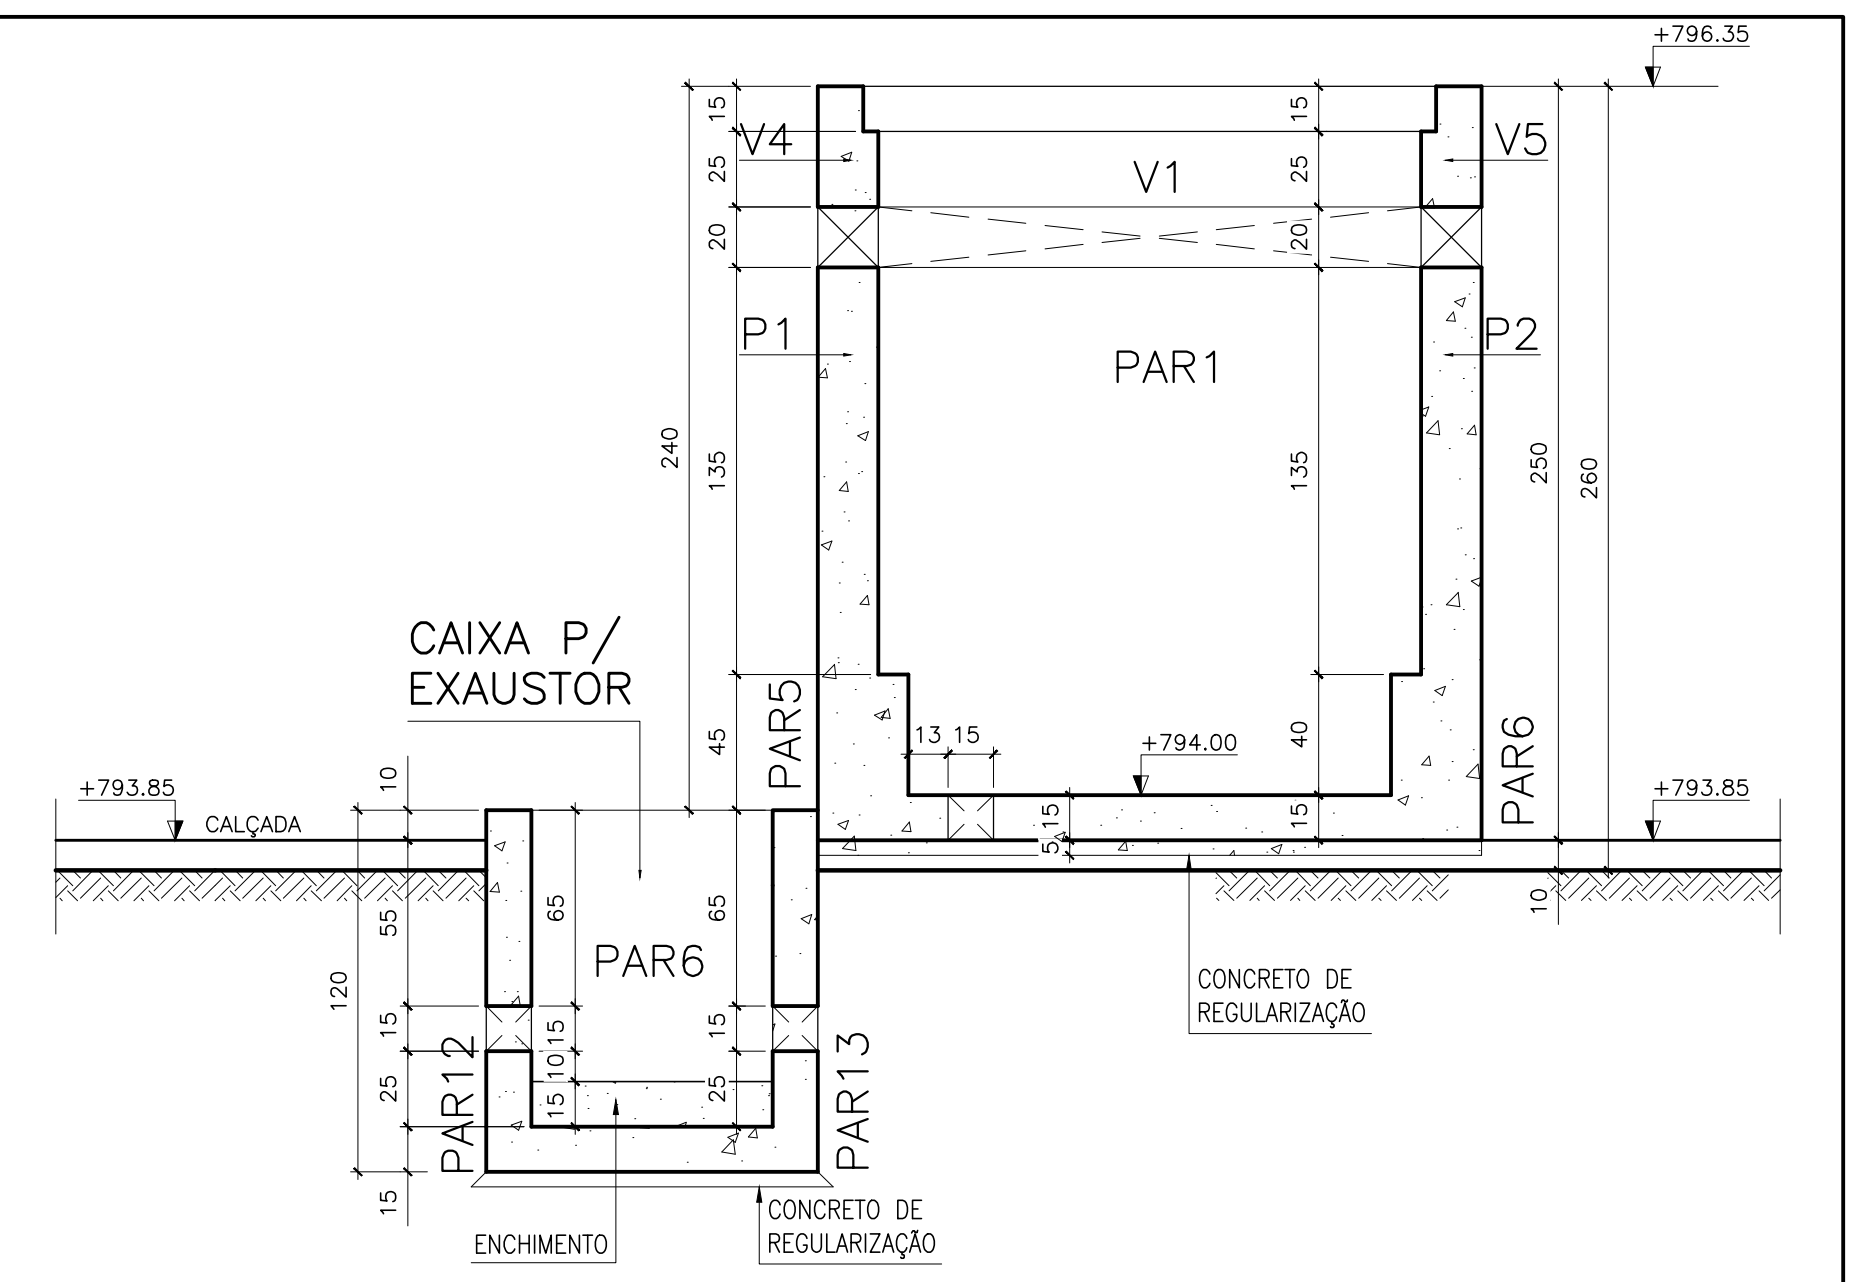 +796.35
15
15
V4
V5
25
25
V1
20
20
P1
P2
PAR1
240
135
135
250
260
CAIXA P/
EXAUSTOR
PAR5
45
13
15
+794.00
40
PAR6
10
+793.85
+793.85
CALÇADA
15
15
5
10
55
65
65
PAR6
120
CONCRETO DE
REGULARIZAÇÃO
15
15
15
PAR12
PAR13
25
10
25
15
15
CONCRETO DE
REGULARIZAÇÃO
ENCHIMENTO